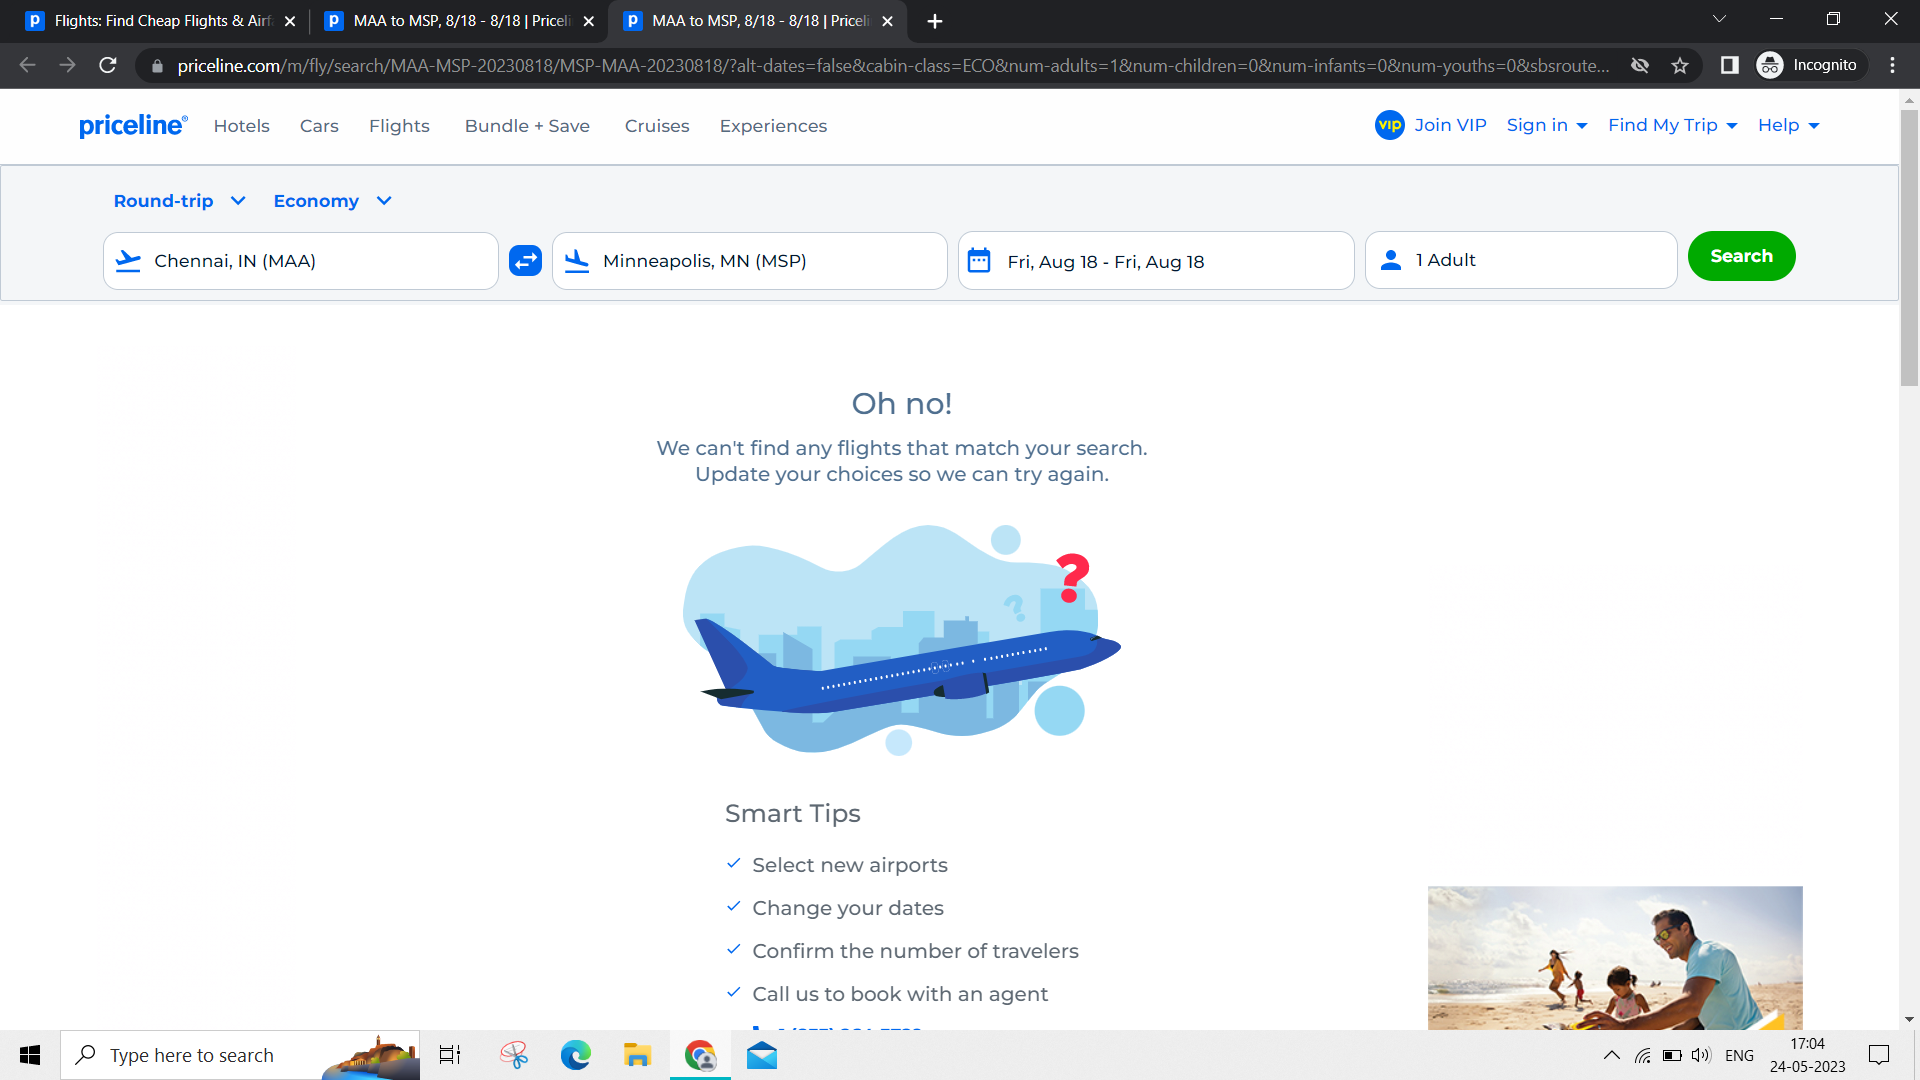 Flights: Find Cheap Flights & Airf
MAA to MSP, 8/18 - 8/18 | Priceli
MAA to MSP, 8/18 - 8/18 | Priceli
priceline.com/m/fly/search/MAA-MSP-20230818/MSP-MAA-20230818/?alt-dates=false&cabin-class=ECO&num-adults=1&num-children=0&num-infants=0&num-youths=0&sbsroute...
Incognito
priceline®
Hotels
Cars
Flights
Bundle + Save
Cruises
Experiences
VIP
Join VIP
Sign in
Find My Trip
Help
Round-trip
Economy
Chennai, IN (MAA)
Minneapolis, MN (MSP)
Fri, Aug 18 - Fri, Aug 18
1 Adult
Search
Oh no!
We can't find any flights that match your search.
Update your choices so we can try again.
Smart Tips
Select new airports
Change your dates
Confirm the number of travelers
Call us to book with an agent
Type here to search
ENG
17:04
24-05-2023